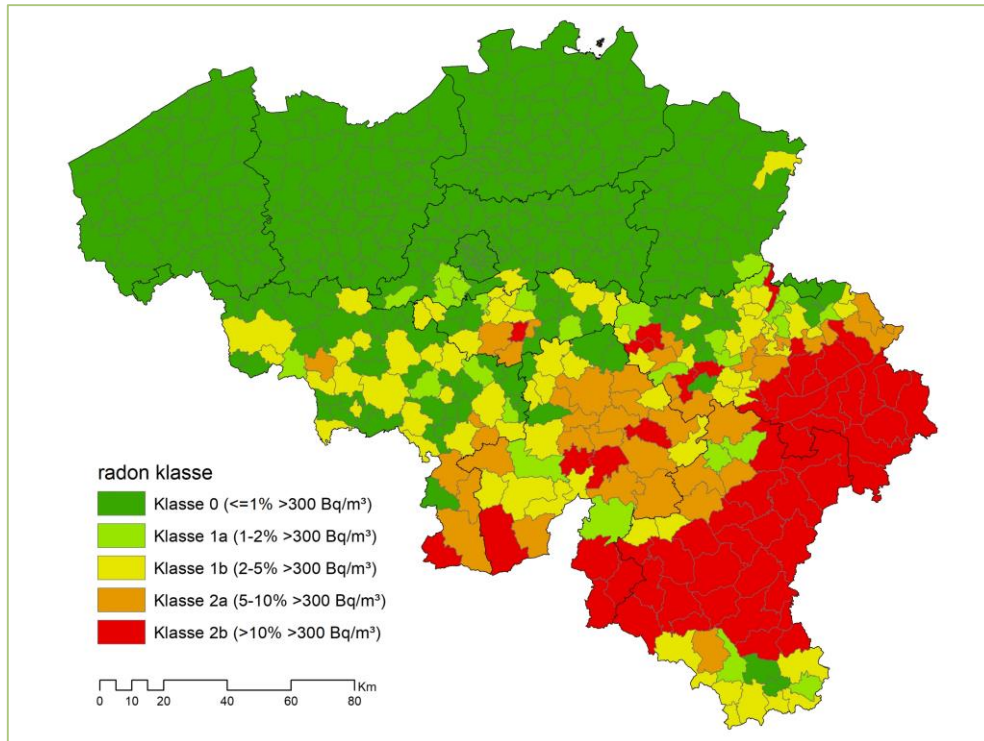 radon klasse
Klasse 0 (<=1% >300 Bq/m³)
Klasse 1a (1-2% >300 Bq/m³)
Klasse 1b (2-5% >300 Bq/m³)
Klasse 2a (5-10% >300 Bq/m³)
Klasse 2b (>10% >300 Bq/m³)
Km
0 10 20 40 60 80